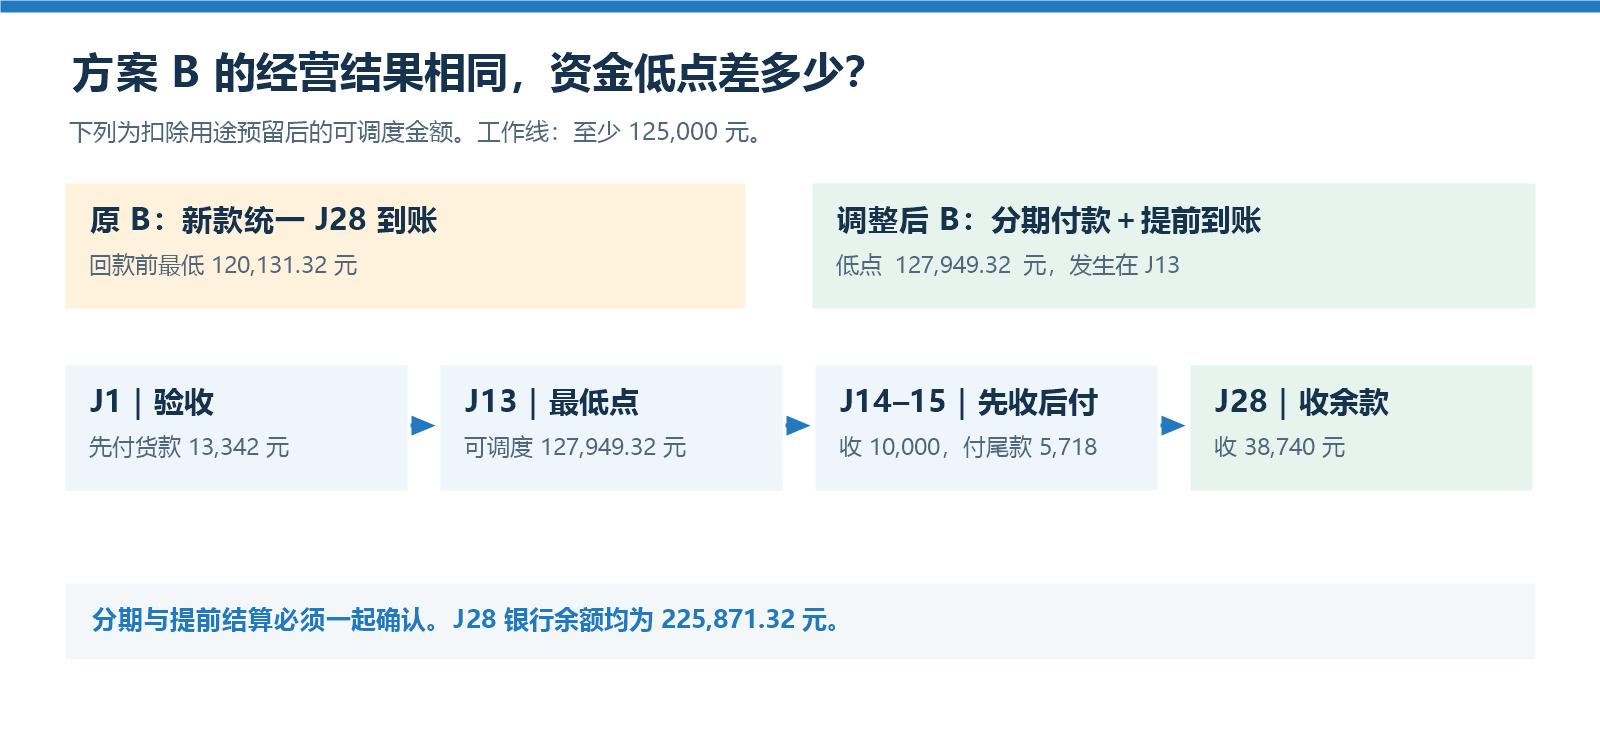 方案 B 的经营结果相同，资金低点差多少？
下列为扣除用途预留后的可调度金额。工作线：至少 125,000 元。
原 B：新款统一 J28 到账
回款前最低 120,131.32 元
调整后 B：分期付款＋提前到账
低点 127,949.32 元，发生在 J13
J1｜验收
先付货款 13,342 元
J13｜最低点
可调度 127,949.32 元
J14–15｜先收后付
收 10,000，付尾款 5,718
J28｜收余款
收 38,740 元
分期与提前结算必须一起确认。J28 银行余额均为 225,871.32 元。